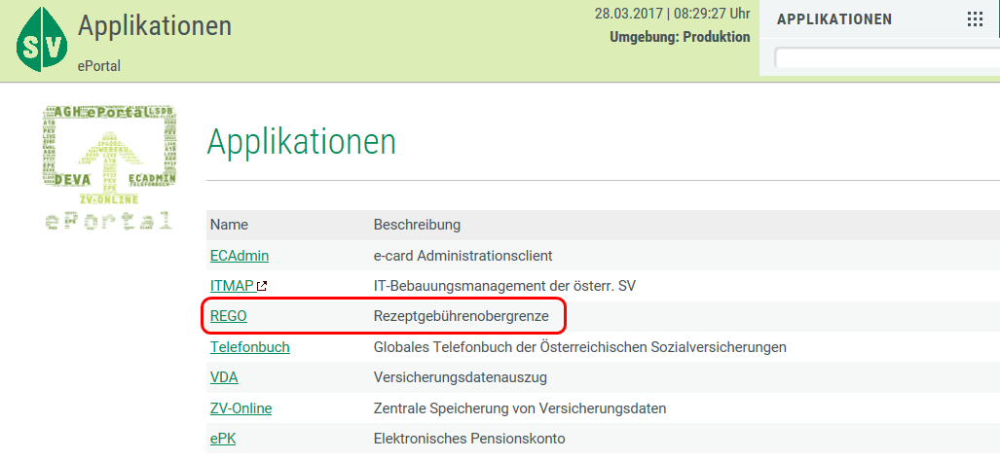 SV
Applikationen
ePortal
28.03.2017 | 08:29:27 Uhr
Umgebung: Produktion
APPLIKATIONEN
AGH ePortal LSDB
DEVA
ECADMIN
TELEFONBUCH
ZV-ONLINE
ePortal
Applikationen
Name Beschreibung
ECAdmin e-card Administrationsclient
ITMAP IT-Bebauungsmanagement der österr. SV
REGO Rezeptgebührenobergrenze
Telefonbuch Globales Telefonbuch der Österreichischen Sozialversicherungen
VDA Versicherungsdatenauszug
ZV-Online Zentrale Speicherung von Versicherungsdaten
ePK Elektronisches Pensionskonto